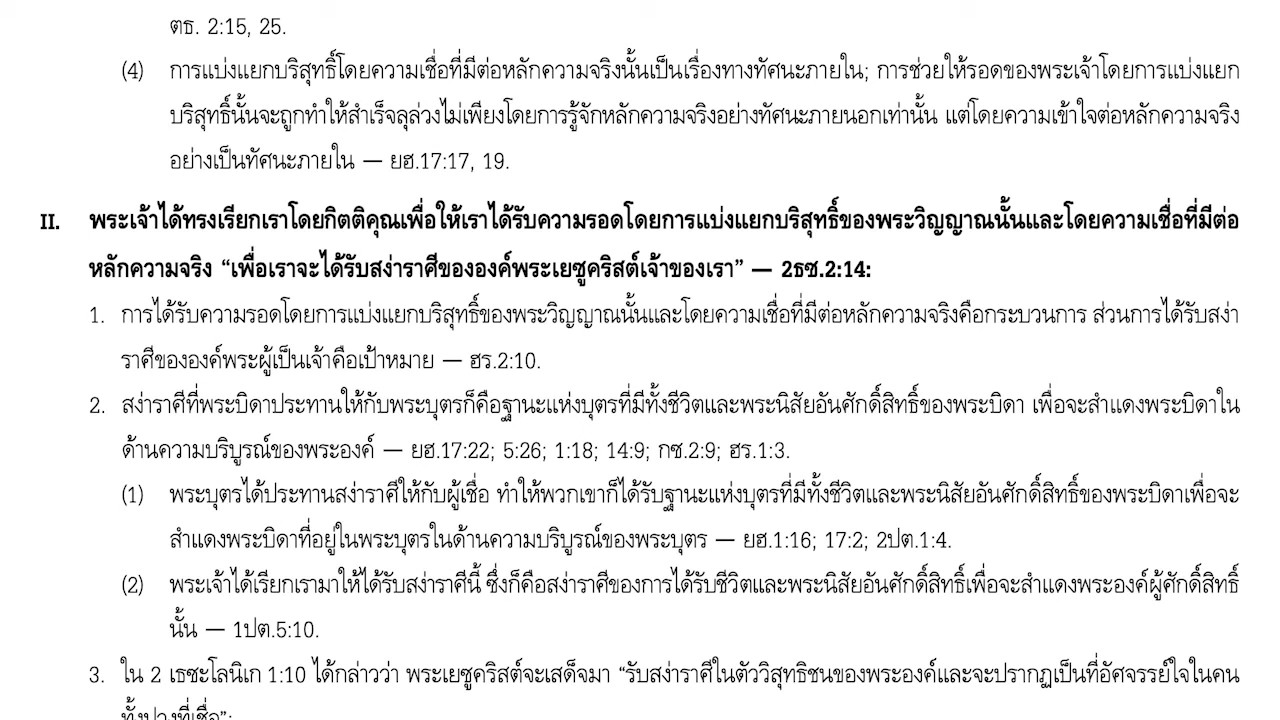 ตธ. 2:15, 25.
(4) การแบ่งแยกบริสุทธิ์โดยความเชื่อที่มีต่อหลักความจริงนั้นเป็นเรื่องทางทัศนะภายใน; การช่วยให้รอดของพระเจ้าโดยการแบ่งแยก
บริสุทธิ์นั้นจะถูกทำให้สำเร็จลุล่วงไม่เพียงโดยการรู้จักหลักความจริงอย่างทัศนะภายนอกเท่านั้น แต่โดยความเข้าใจต่อหลักความจริง
อย่างเป็นทัศนะภายใน — ยฮ.17:17, 19.
II. พระเจ้าได้ทรงเรียกเราโดยกิตติคุณเพื่อให้เราได้รับความรอดโดยการแบ่งแยกบริสุทธิ์ของพระวิญญาณนั้นและโดยความเชื่อที่มีต่อ
หลักความจริง “เพื่อเราจะได้รับสง่าราศีขององค์พระเยซูคริสต์เจ้าของเรา” — 2ธซ.2:14:
1. การได้รับความรอดโดยการแบ่งแยกบริสุทธิ์ของพระวิญญาณนั้นและโดยความเชื่อที่มีต่อหลักความจริงคือกระบวนการ ส่วนการได้รับสง่า
ราศีขององค์พระผู้เป็นเจ้าคือเป้าหมาย — ฮร.2:10.
2. สง่าราศีที่พระบิดาประทานให้กับพระบุตรก็คือฐานะแห่งบุตรที่มีทั้งชีวิตและพระนิสัยอันศักดิ์สิทธิ์ของพระบิดา เพื่อจะสำแดงพระบิดาใน
ด้านความบริบูรณ์ของพระองค์ — ยฮ.17:22; 5:26; 1:18; 14:9; กซ.2:9; ฮร.1:3.
(1) พระบุตรได้ประทานสง่าราศีให้กับผู้เชื่อ ทำให้พวกเขาก็ได้รับฐานะแห่งบุตรที่มีทั้งชีวิตและพระนิสัยอันศักดิ์สิทธิ์ของพระบิดาเพื่อจะ
สำแดงพระบิดาที่อยู่ในพระบุตรในด้านความบริบูรณ์ของพระบุตร — ยฮ.1:16; 17:2; 2ปต.1:4.
(2) พระเจ้าได้เรียกเรามาให้ได้รับสง่าราศีนี้ ซึ่งก็คือสง่าราศีของการได้รับชีวิตและพระนิสัยอันศักดิ์สิทธิ์เพื่อจะสำแดงพระองค์ผู้ศักดิ์สิทธิ์
นั้น — 1ปต.5:10.
3. ใน 2 เธซะโลนิเก 1:10 ได้กล่าวว่า พระเยซูคริสต์จะเสด็จมา “รับสง่าราศีในตัววิสุทธิชนของพระองค์และจะปรากฏเป็นที่อัศจรรย์ใจในคน
ทั้งปวงที่เชื่อ”;